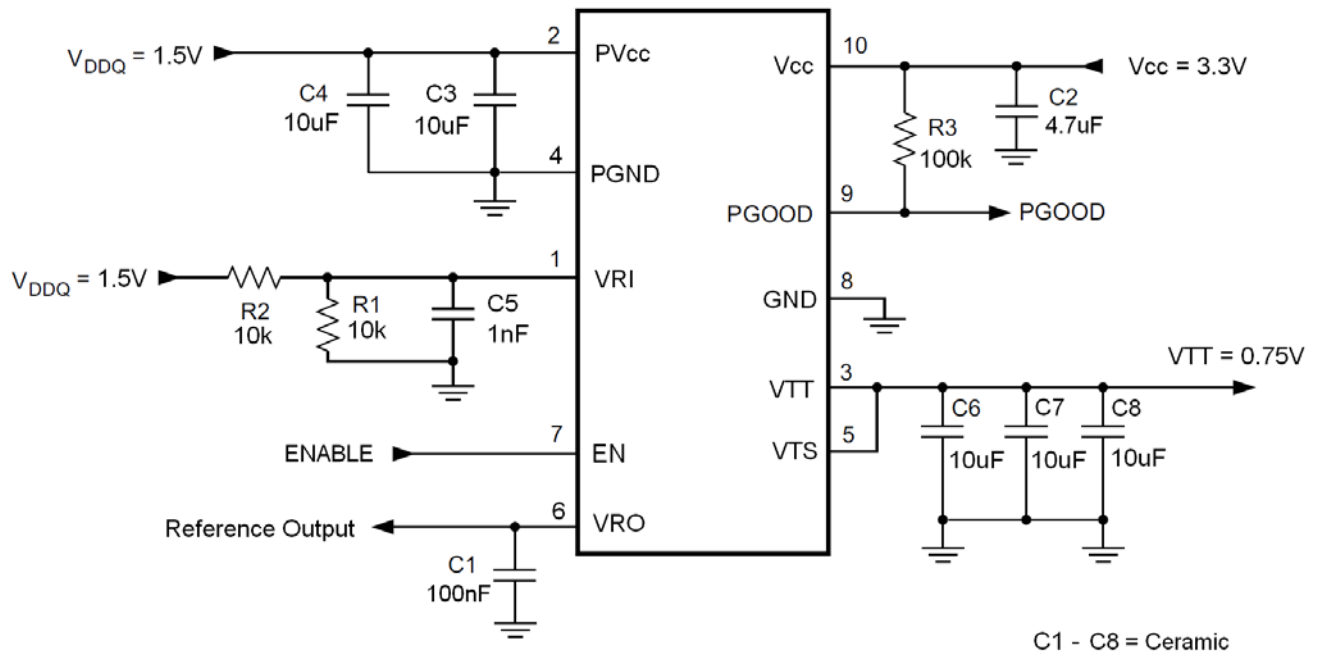 V_DDQ = 1.5V
2
PVcc
C4
10uF
C3
10uF
4
PGND
V_DDQ = 1.5V
1
VRI
R2
10k
R1
10k
C5
1nF
ENABLE
7
EN
Reference Output
6
VRO
C1
100nF
10
Vcc
Vcc = 3.3V
R3
100k
C2
4.7uF
9
PGOOD
PGOOD
8
GND
3
VTT
VTT = 0.75V
5
VTS
C6
10uF
C7
10uF
C8
10uF
C1 - C8 = Ceramic